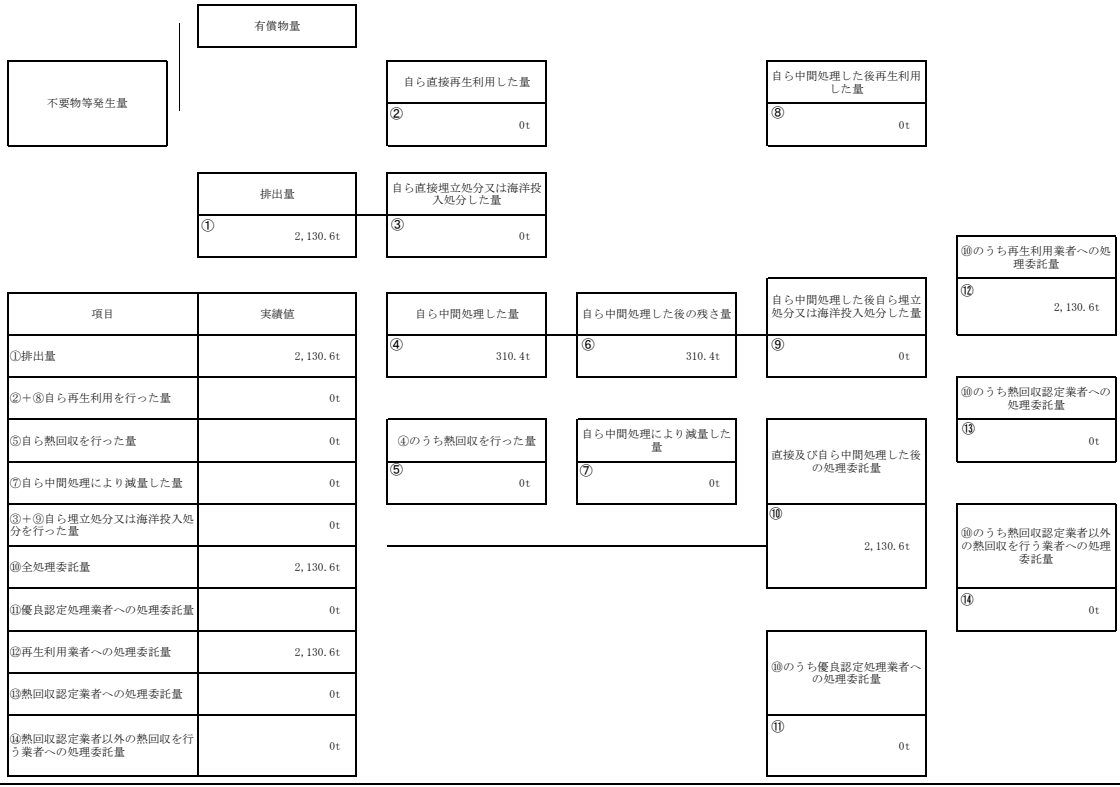 有償物量
不要物等発生量
自ら直接再生利用した量
②
0t
自ら中間処理した後再生利用
した量
⑧
0t
排出量
①
2,130.6t
自ら直接埋立処分又は海洋投
入処分した量
③
0t
⑩のうち再生利用業者への処
理委託量
⑫
2,130.6t
項目
実績値
①排出量
2,130.6t
②＋⑧自ら再生利用を行った量
0t
⑤自ら熱回収を行った量
0t
⑦自ら中間処理により減量した量
0t
③＋⑨自ら埋立処分又は海洋投入処
分を行った量
0t
⑩全処理委託量
2,130.6t
⑪優良認定処理業者への処理委託量
0t
⑫再生利用業者への処理委託量
2,130.6t
⑬熱回収認定業者への処理委託量
0t
⑭熱回収認定業者以外の熱回収を行
う業者への処理委託量
0t
自ら中間処理した量
④
310.4t
自ら中間処理した後の残さ量
⑥
310.4t
自ら中間処理した後自ら埋立
処分又は海洋投入処分した量
⑨
0t
④のうち熱回収を行った量
⑤
0t
自ら中間処理により減量した
量
⑦
0t
直接及び自ら中間処理した後
の処理委託量
⑩
2,130.6t
⑩のうち熱回収認定業者への
処理委託量
⑬
0t
⑩のうち熱回収認定業者以外
の熱回収を行う業者への処理
委託量
⑭
0t
⑩のうち優良認定処理業者へ
の処理委託量
⑪
0t